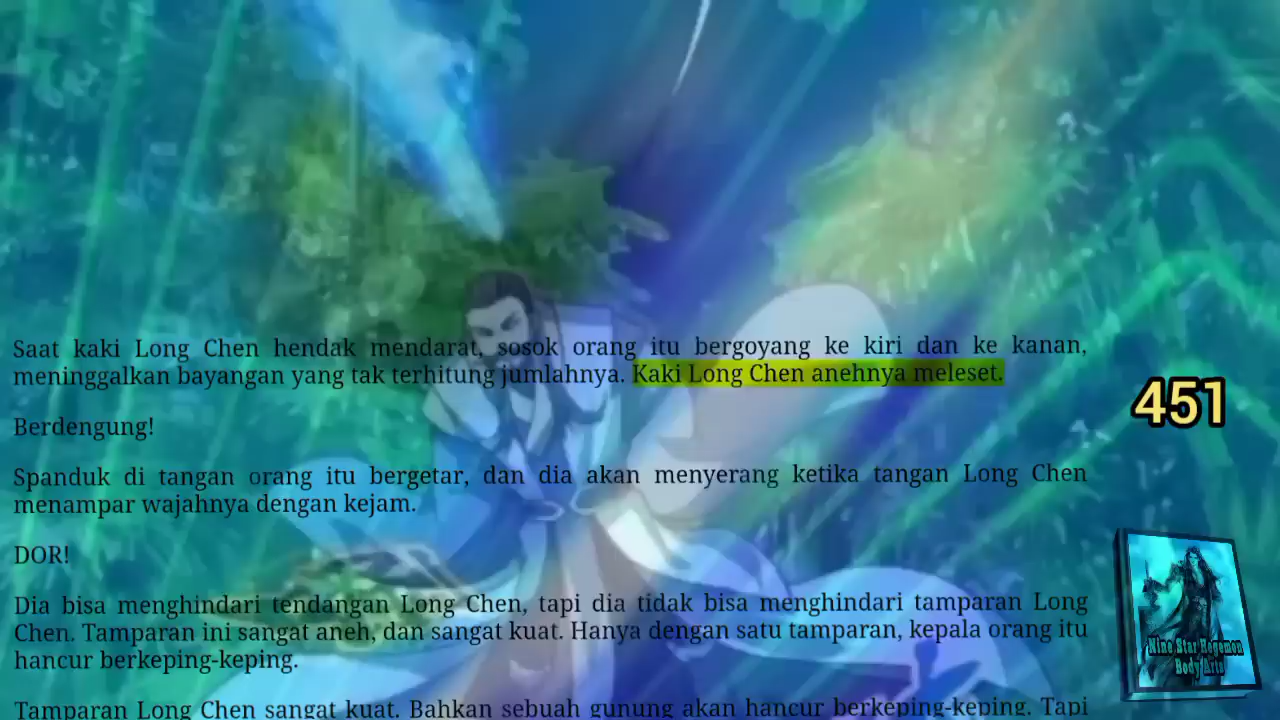 Saat kaki Long Chen hendak mendarat, sosok orang itu bergoyang ke kiri dan ke kanan,
meninggalkan bayangan yang tak terhitung jumlahnya. Kaki Long Chen anehnya meleset.
Berdengung!
Spanduk di tangan orang itu bergetar, dan dia akan menyerang ketika tangan Long Chen
menampar wajahnya dengan kejam.
DOR!
Dia bisa menghindari tendangan Long Chen, tapi dia tidak bisa menghindari tamparan Long
Chen. Tamparan ini sangat aneh, dan sangat kuat. Hanya dengan satu tamparan, kepala orang itu
hancur berkeping-keping.
Tamparan Long Chen sangat kuat. Bahkan sebuah gunung akan hancur berkeping-keping. Tapi
451
Nine Star Hegemon
Body Arts